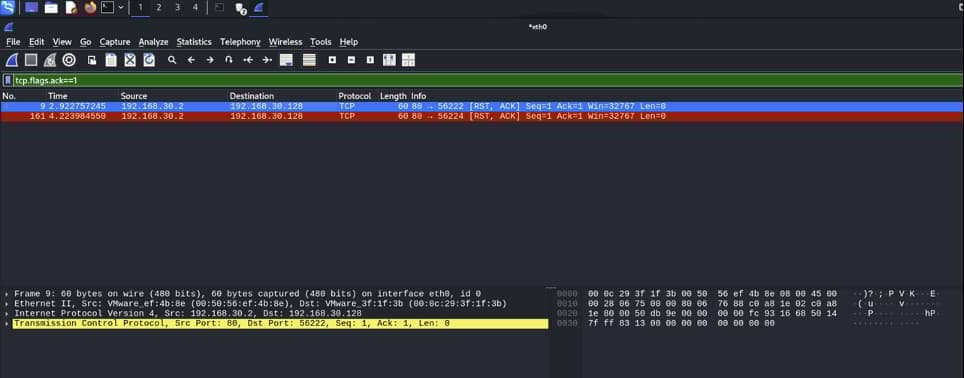 1 2 3 4
*eth0
File Edit View Go Capture Analyze Statistics Telephony Wireless Tools Help
tcp.flags.ack==1
No. Time Source Destination Protocol Length Info
9 2.922757245 192.168.30.2 192.168.30.128 TCP 60 80 → 56222 [RST, ACK] Seq=1 Ack=1 Win=32767 Len=0
161 4.223984550 192.168.30.2 192.168.30.128 TCP 60 80 → 56224 [RST, ACK] Seq=1 Ack=1 Win=32767 Len=0
Frame 9: 60 bytes on wire (480 bits), 60 bytes captured (480 bits) on interface eth0, id 0
Ethernet II, Src: VMware_ef:4b:8e (00:50:56:ef:4b:8e), Dst: VMware_3f:1f:3b (00:0c:29:3f:1f:3b)
Internet Protocol Version 4, Src: 192.168.30.2, Dst: 192.168.30.128
Transmission Control Protocol, Src Port: 80, Dst Port: 56222, Seq: 1, Ack: 1, Len: 0
0000 00 0c 29 3f 1f 3b 00 50 56 ef 4b 8e 08 00 45 00 ··)?·;·P V·K···E·
0010 00 28 06 75 00 00 80 06 76 88 c0 a8 1e 02 c0 a8 ·(·u···· v·······
0020 1e 80 00 50 db 9e 00 00 00 00 fc 93 16 68 50 14 ···P···· ·····hP·
0030 7f ff 83 13 00 00 00 00 00 00 00 00 ········ ····